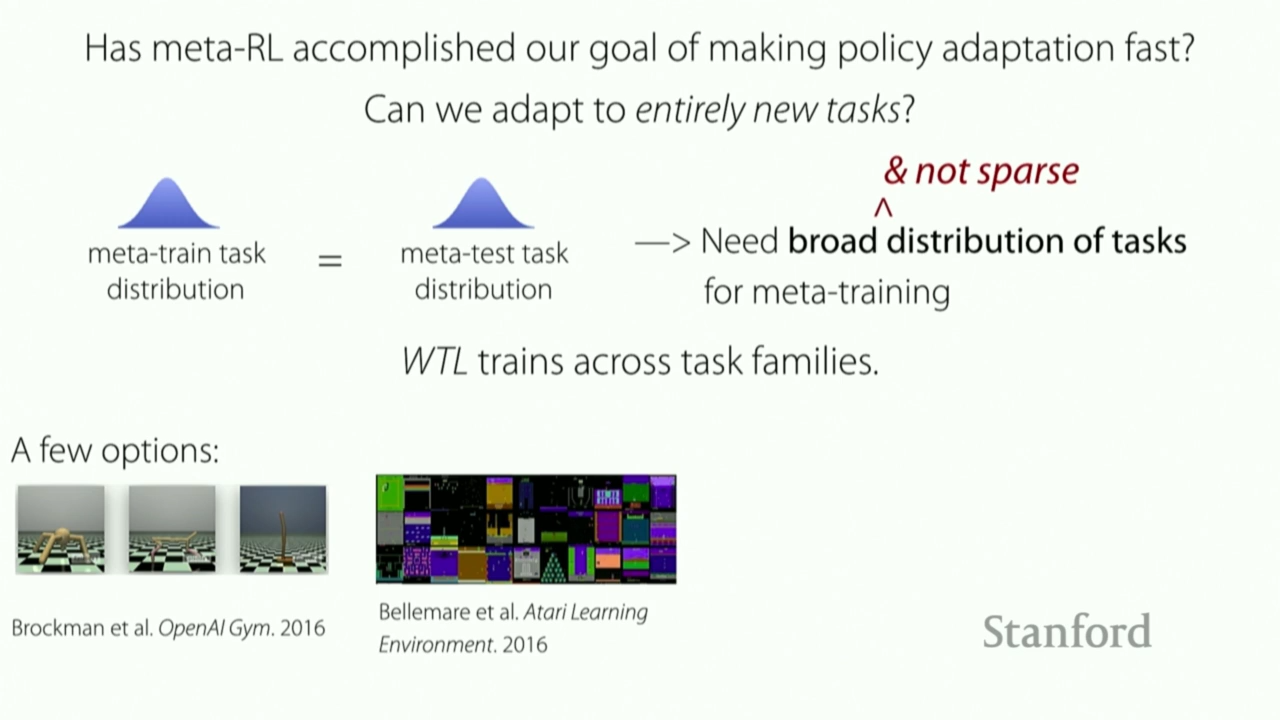 Has meta-RL accomplished our goal of making policy adaptation fast?
Can we adapt to entirely new tasks?
& not sparse
^
meta-train task
distribution
=
meta-test task
distribution
—> Need broad distribution of tasks
for meta-training
WTL trains across task families.
A few options:
Brockman et al. OpenAI Gym. 2016
Bellemare et al. Atari Learning
Environment. 2016
Stanford